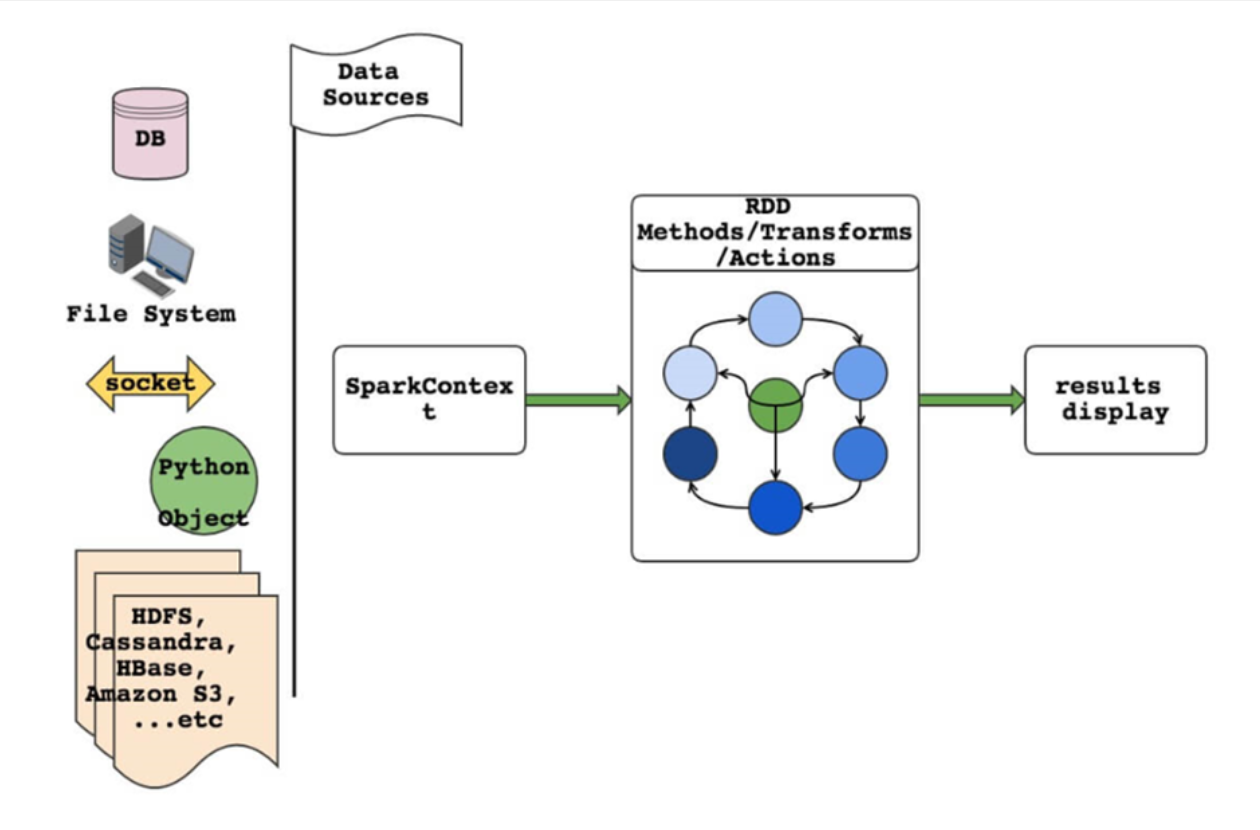 Data
Sources
DB
File System
socket
Python
Object
HDFS,
Cassandra,
HBase,
Amazon S3,
...etc
SparkContex
t
RDD
Methods/Transforms
/Actions
results
display